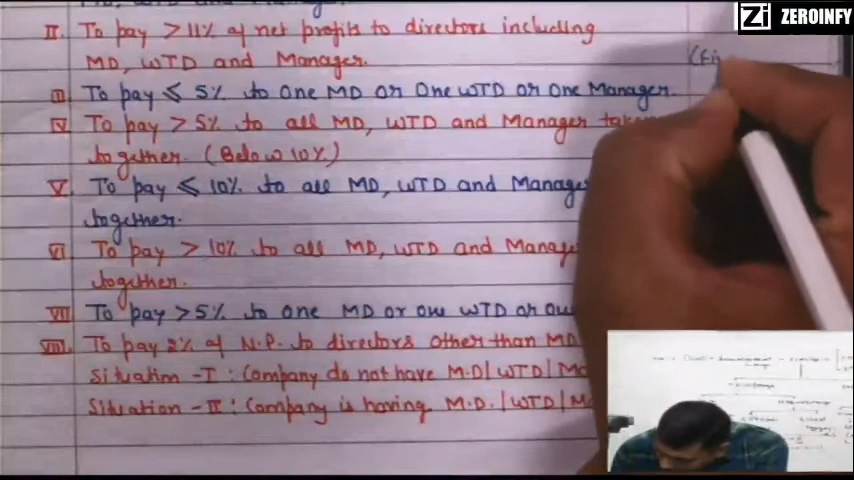 ZEROINFY
II. To pay > 11% of net profits to directors including
MD, WTD and Manager.
III To pay ≤ 5% to one MD or One WTD or one Manager.
IV To pay > 5% to all MD, WTD and Manager taken
together. (Below 10%)
V. To pay ≤ 10% to all MD, WTD and Manager
together.
VI To pay > 10% to all MD, WTD and Manage
together.
VII To pay > 5% to one MD or one WTD or
VIII. To pay 2% of N.P. to directors other than MD
Situation - I : Company do not have M.D | WTD |
Situation - II : Company is having M.D. | WTD |